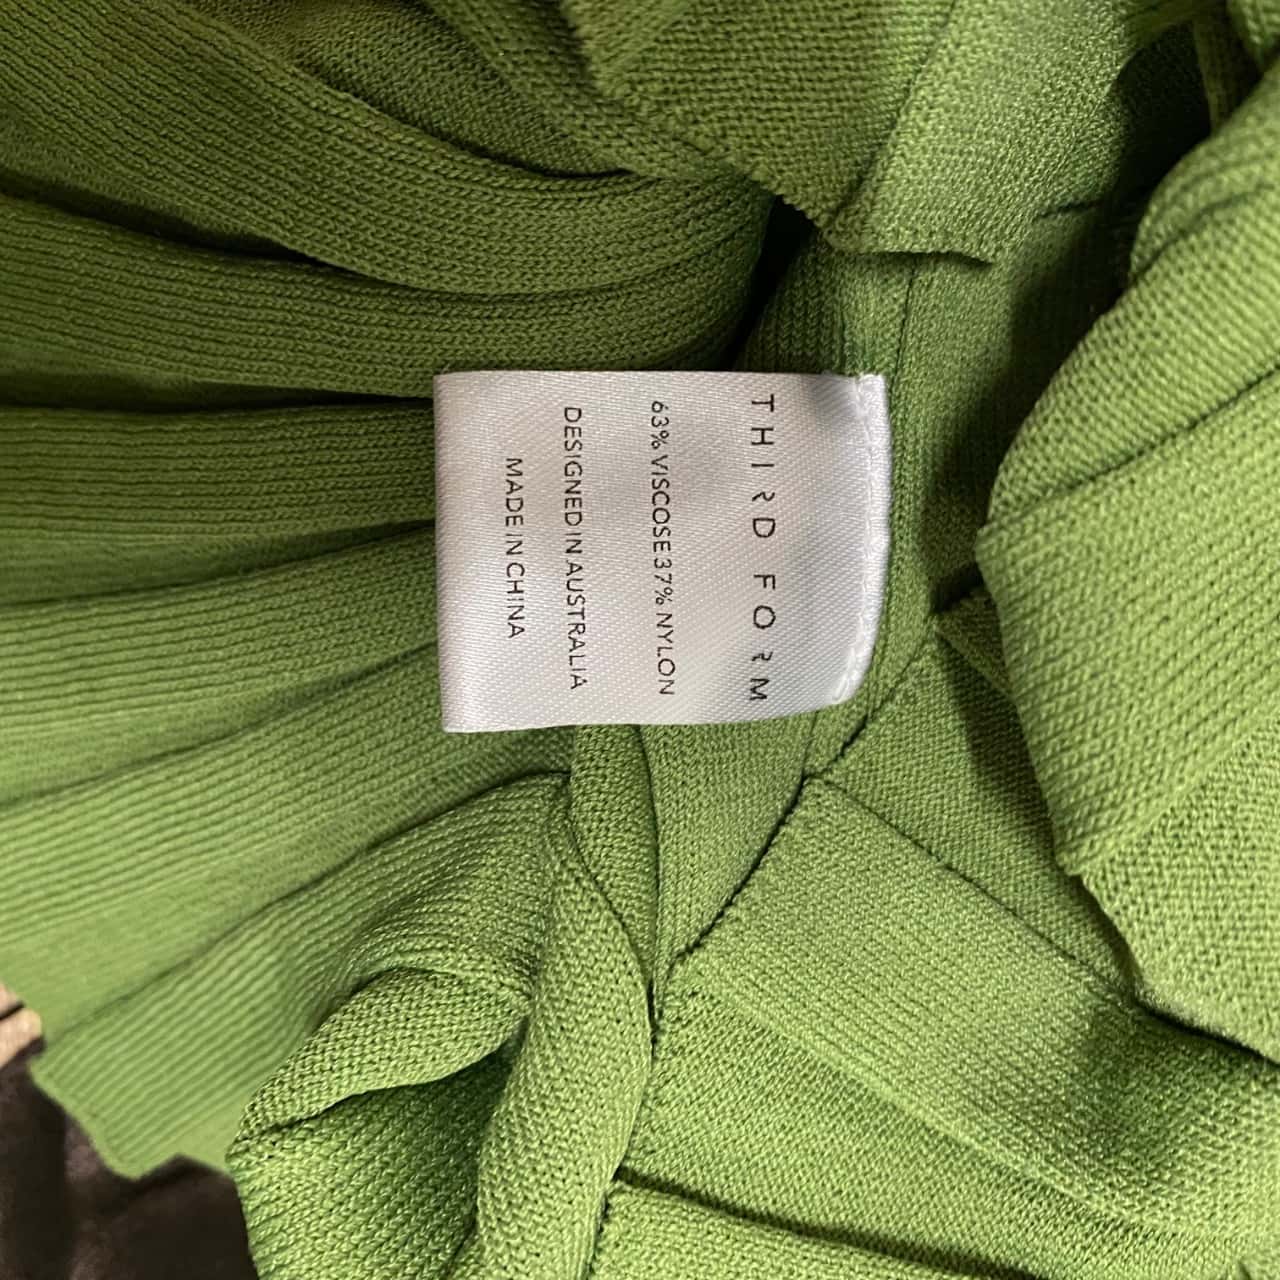 THIRD FORM
63% VISCOSE 37% NYLON
DESIGNED IN AUSTRALIA
MADE IN CHINA